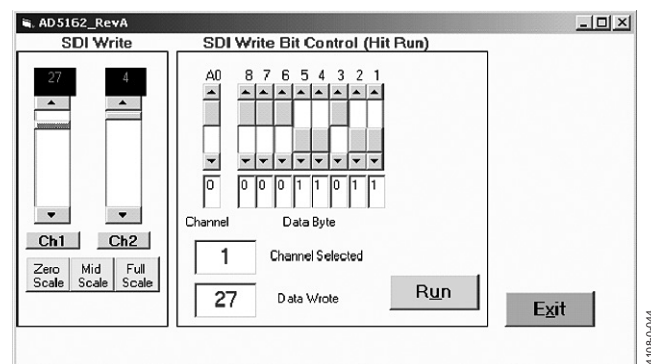 AD5162_RevA
SDI Write
SDI Write Bit Control (Hit Run)
27 4
A0 8 7 6 5 4 3 2 1
0 0 0 0 1 1 0 1 1
Channel Data Byte
Ch1 Ch2
1 Channel Selected
Zero Scale Mid Scale Full Scale
27 Data Wrote
Run
Exit